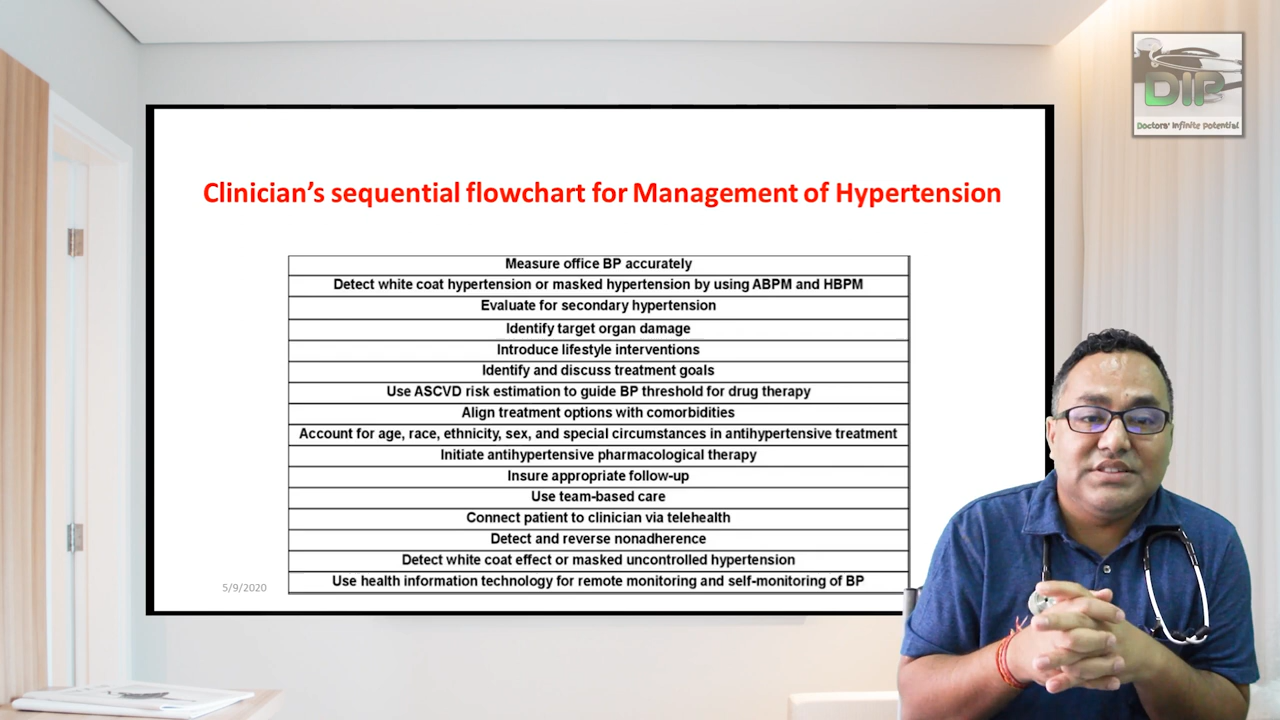 DIP
Doctors' Infinite Potential
Clinician's sequential flowchart for Management of Hypertension
Measure office BP accurately
Detect white coat hypertension or masked hypertension by using ABPM and HBPM
Evaluate for secondary hypertension
Identify target organ damage
Introduce lifestyle interventions
Identify and discuss treatment goals
Use ASCVD risk estimation to guide BP threshold for drug therapy
Align treatment options with comorbidities
Account for age, race, ethnicity, sex, and special circumstances in antihypertensive treatment
Initiate antihypertensive pharmacological therapy
Insure appropriate follow-up
Use team-based care
Connect patient to clinician via telehealth
Detect and reverse nonadherence
Detect white coat effect or masked uncontrolled hypertension
Use health information technology for remote monitoring and self-monitoring of BP
5/9/2020